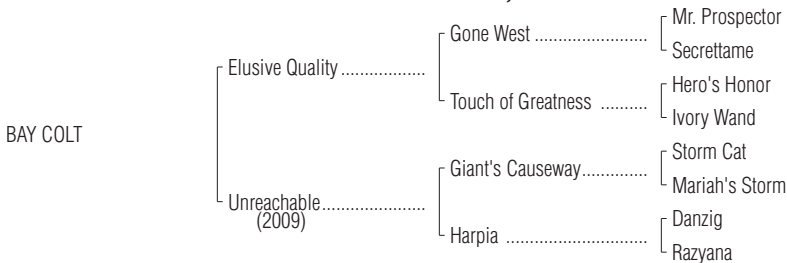 Mr. Prospector
Gone West ........................
Secrettame
Elusive Quality ..................
Hero's Honor
Touch of Greatness ..........
Ivory Wand
BAY COLT
Storm Cat
Giant's Causeway..............
Mariah's Storm
Unreachable......................
(2009)
Danzig
Harpia ..............................
Razyana